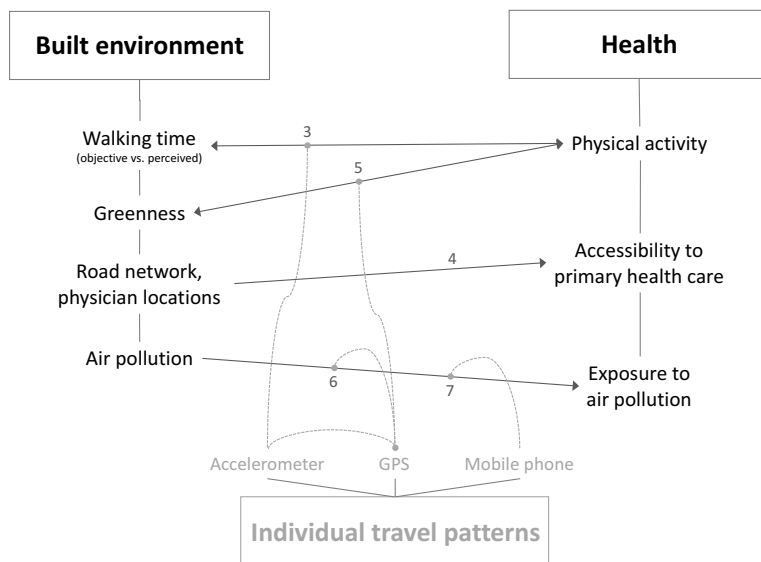 Built environment
Health
3
Walking time
(objective vs. perceived)
Physical activity
5
Greenness
Road network,
physician locations
4
Accessibility to
primary health care
Air pollution
6
7
Exposure to
air pollution
Accelerometer
GPS
Mobile phone
Individual travel patterns